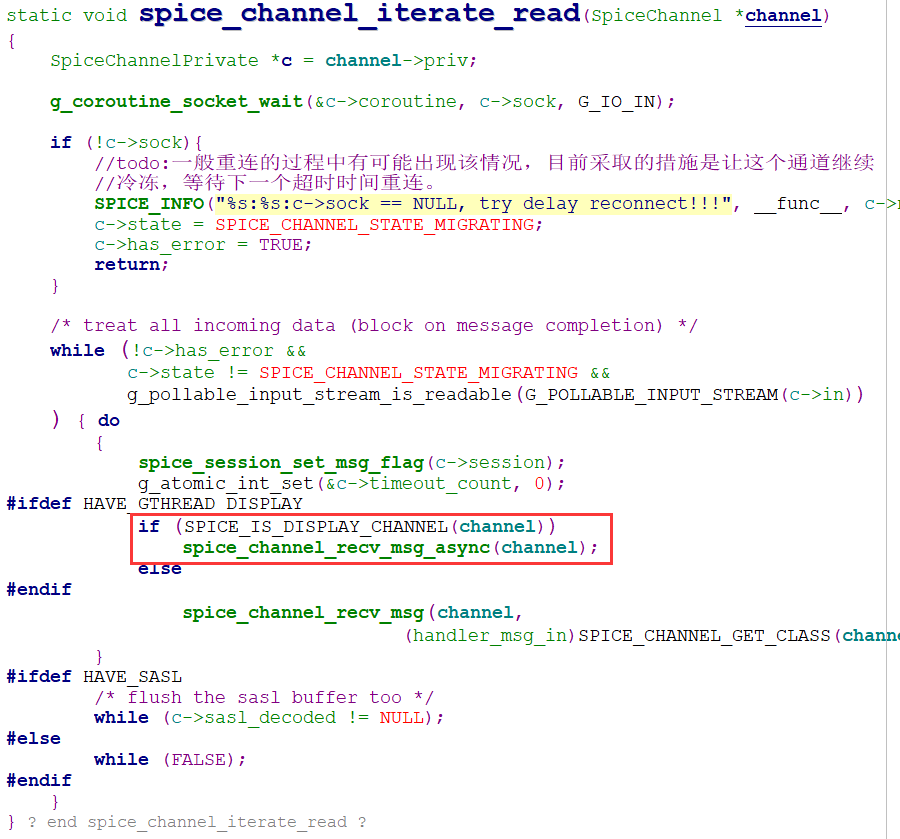 static void spice_channel_iterate_read(SpiceChannel *channel)
{
    SpiceChannelPrivate *c = channel->priv;

    g_coroutine_socket_wait(&c->coroutine, c->sock, G_IO_IN);

    if (!c->sock){
        //todo:一般重连的过程中有可能出现该情况，目前采取的措施是让这个通道继续
        //冷冻，等待下一个超时时间重连。
        SPICE_INFO("%s:%s:c->sock == NULL, try delay reconnect!!!", __func__, c->
        c->state = SPICE_CHANNEL_STATE_MIGRATING;
        c->has_error = TRUE;
        return;
    }

    /* treat all incoming data (block on message completion) */
    while (!c->has_error &&
           c->state != SPICE_CHANNEL_STATE_MIGRATING &&
           g_pollable_input_stream_is_readable(G_POLLABLE_INPUT_STREAM(c->in))
    ) { do
        {
            spice_session_set_msg_flag(c->session);
            g_atomic_int_set(&c->timeout_count, 0);
#ifdef HAVE_GTHREAD_DISPLAY
            if (SPICE_IS_DISPLAY_CHANNEL(channel))
                spice_channel_recv_msg_async(channel);
            else
#endif
                spice_channel_recv_msg(channel,
                                    (handler_msg_in)SPICE_CHANNEL_GET_CLASS(chann
        }
#ifdef HAVE_SASL
        /* flush the sasl buffer too */
        while (c->sasl_decoded != NULL);
#else
        while (FALSE);
#endif
    }
} ? end spice_channel_iterate_read ?